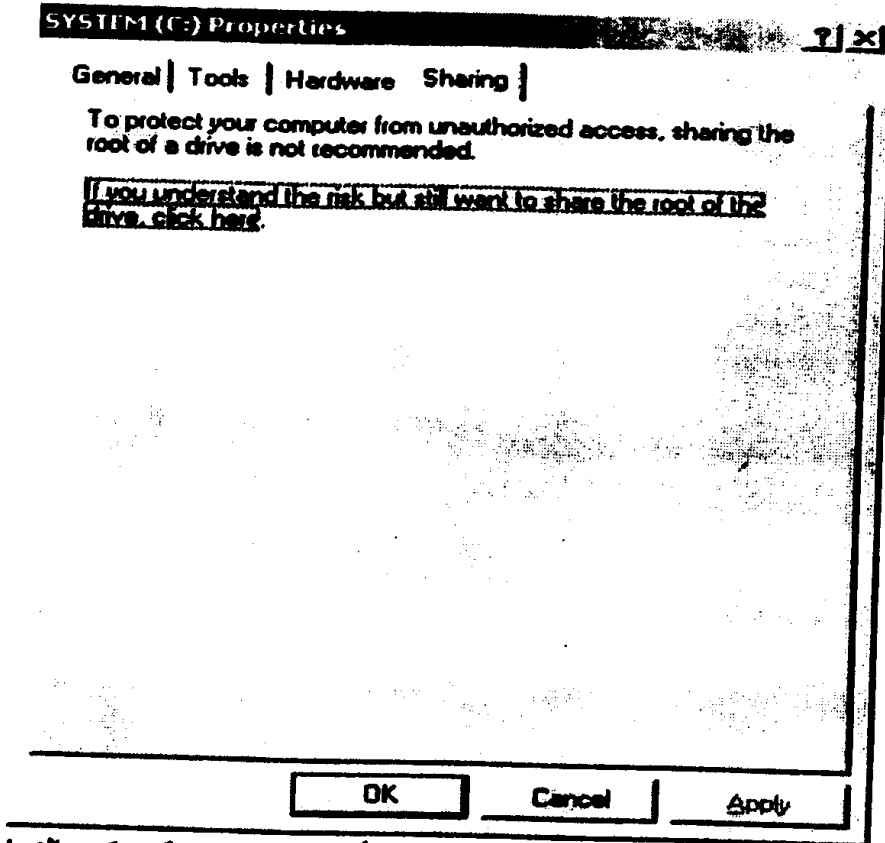 SYSTEM (C:) Properties
General Tools Hardware Sharing
To protect your computer from unauthorized access, sharing the
root of a drive is not recommended.
If you understand the risk but still want to share the root of the
drive, click here.
OK Cancel Apply